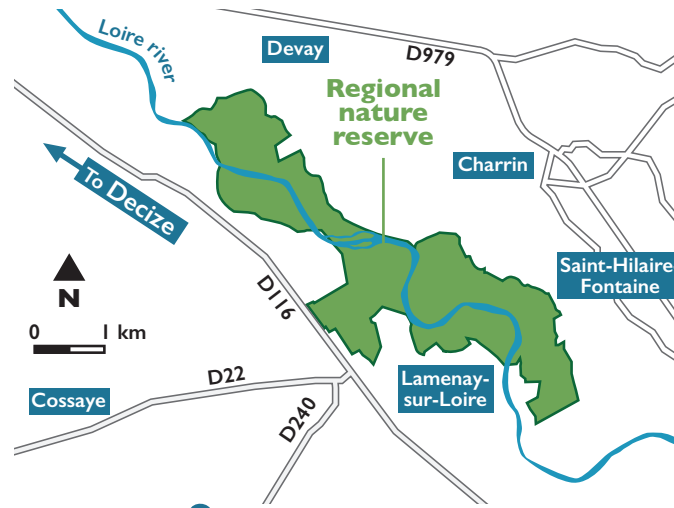 Loire river
Devay
D979
Regional
nature
reserve
Charrin
To Decize
Saint-Hilaire
Fontaine
N
D116
0 1 km
D22
Lamenay-
sur-Loire
Cossaye
D240